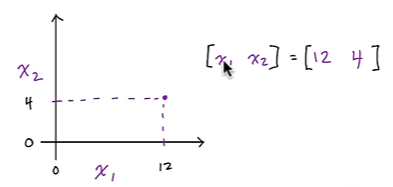 [x₁ x₂] = [12 4]
x₂
4
0
0 x₁ 12